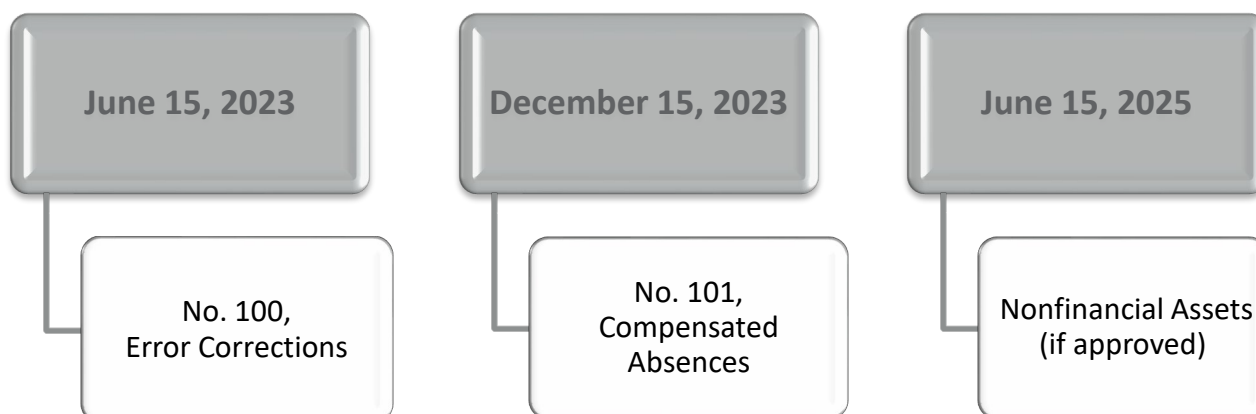 June 15, 2023
No. 100,
Error Corrections
December 15, 2023
No. 101,
Compensated
Absences
June 15, 2025
Nonfinancial Assets
(if approved)